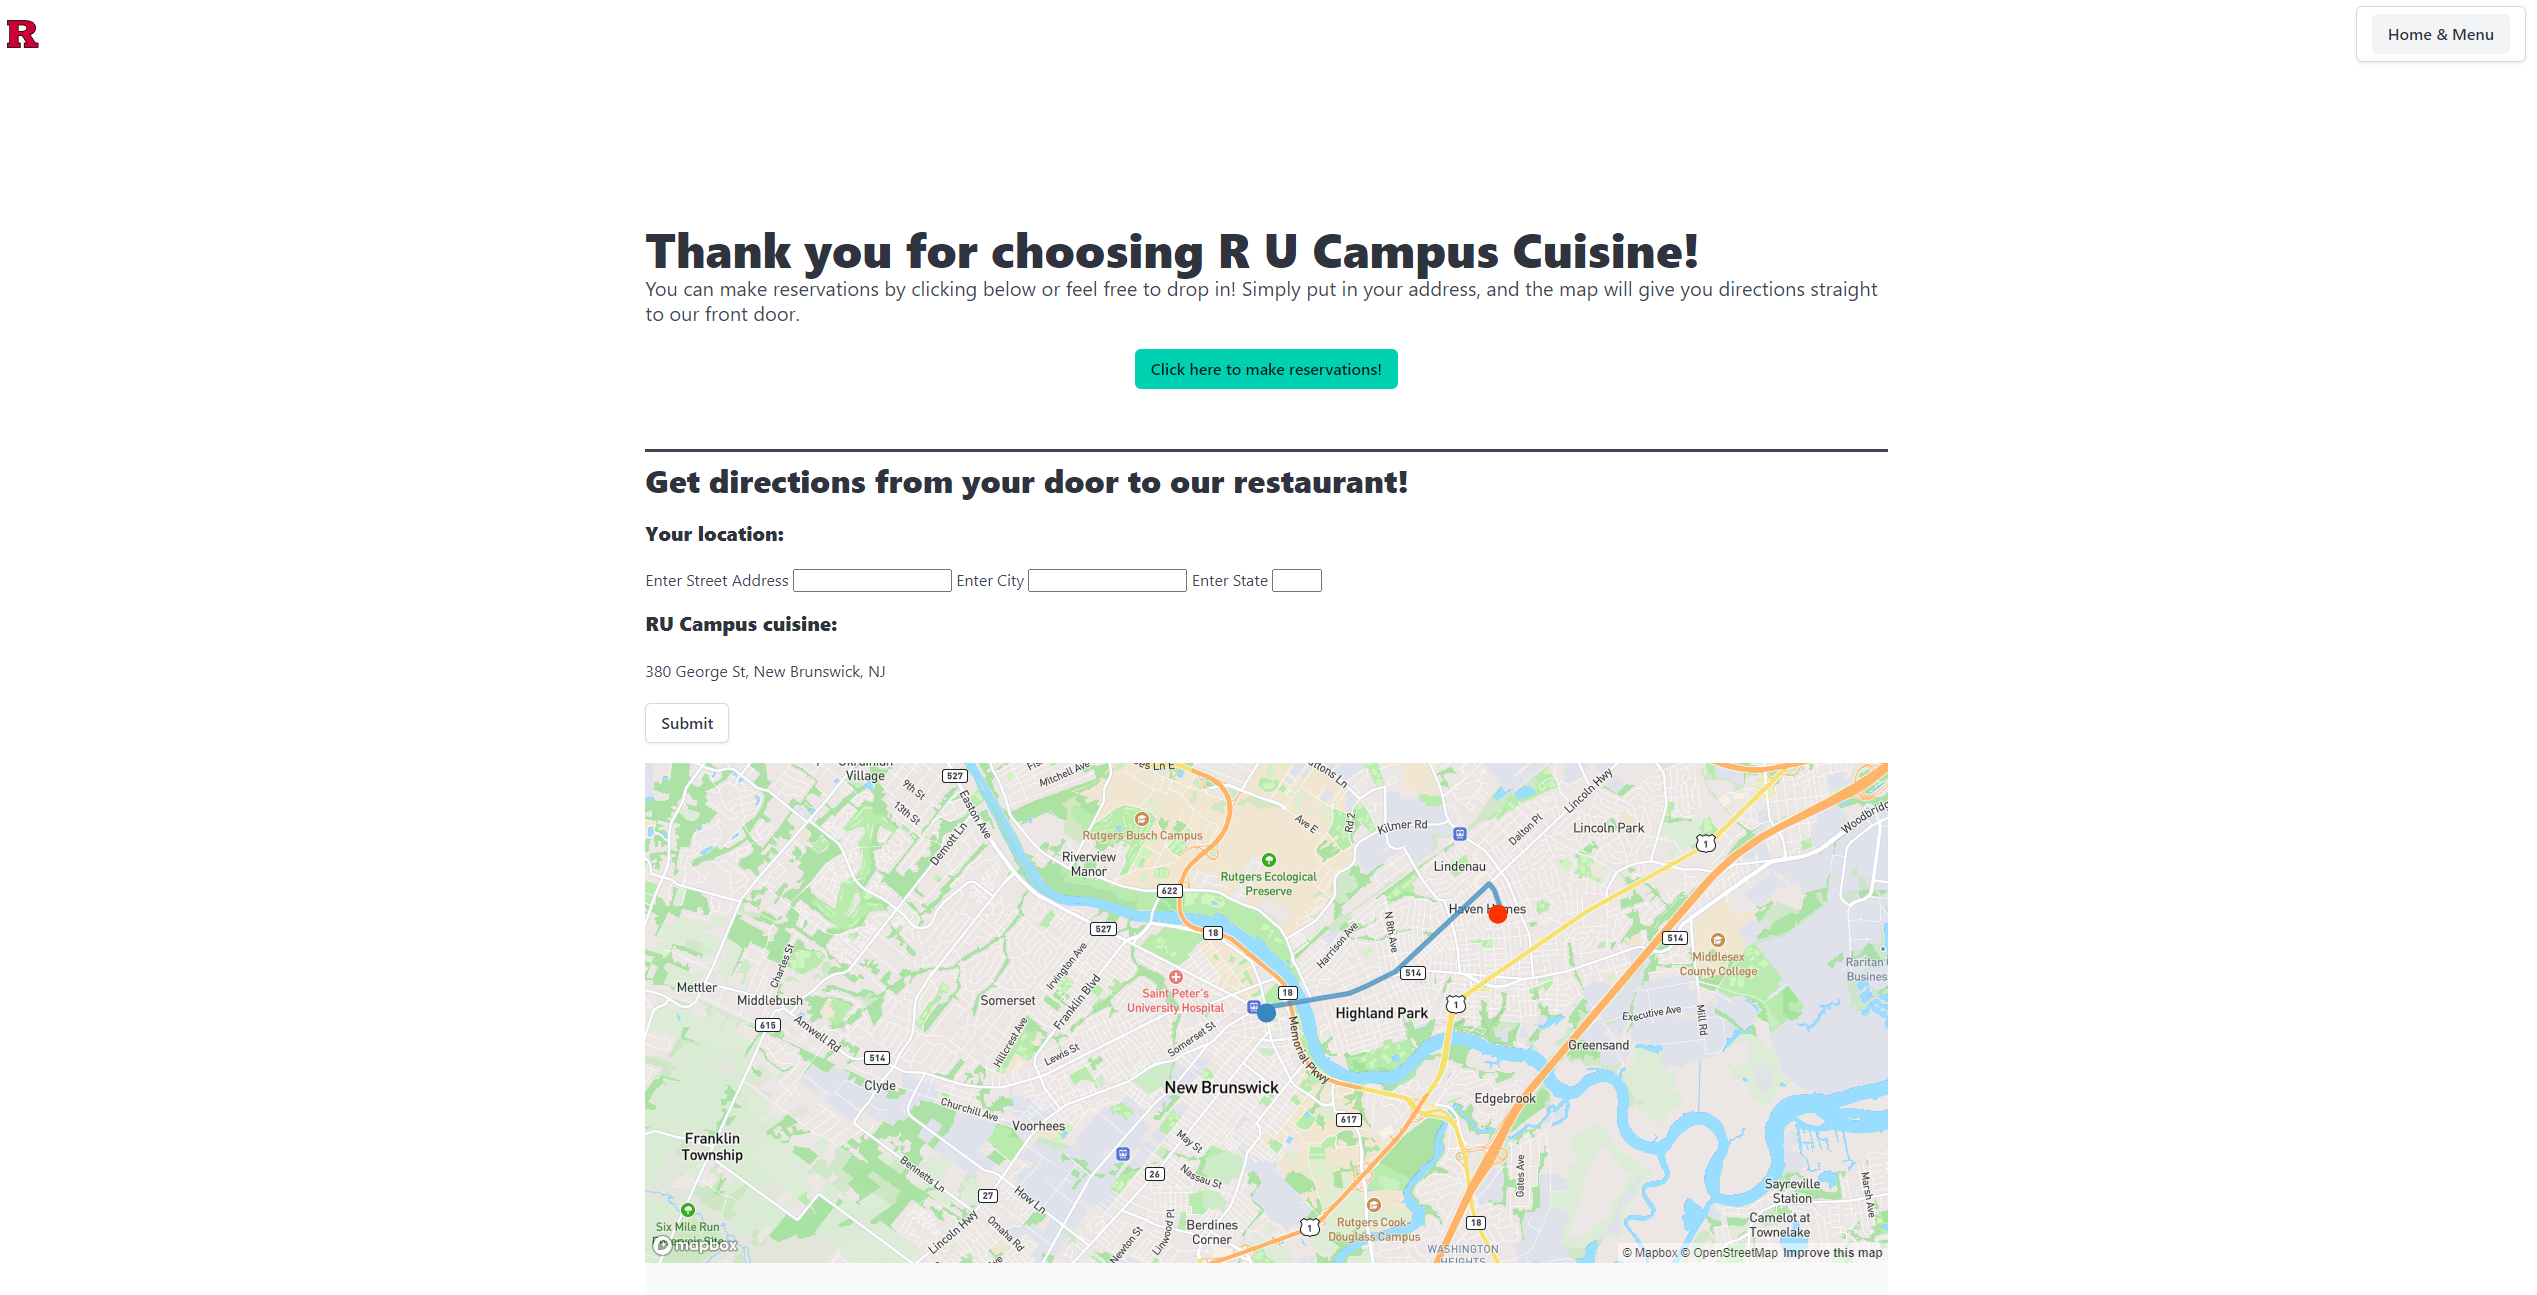 R
Home & Menu
Thank you for choosing R U Campus Cuisine!
You can make reservations by clicking below or feel free to drop in! Simply put in your address, and the map will give you directions straight
to our front door.
Click here to make reservations!
Get directions from your door to our restaurant!
Your location:
Enter Street Address Enter City Enter State
RU Campus cuisine:
380 George St, New Brunswick, NJ
Submit
Village
527
Mitchell Ave
9th St
13th St
Easton Ave
Demott Ln
Rutgers Busch Campus
Ave E
Rd 2
Kilmer Rd
Lincoln Hwy
Dalton Pl
Lincoln Park
1
Riverview
Manor
Rutgers Ecological
Preserve
Lindenau
622
527
18
Irvington Ave
Harrison Ave
N 8th Ave
514
Middlesex
County College
Charles St
Mettler
Middlebush
615
Amwell Rd
Somerset
Franklin Blvd
Saint Peter's
University Hospital
18
514
1
Highland Park
Executive Ave
Mill Rd
Greensand
Hillcrest Ave
Lewis St
Somerset St
Memorial Pkwy
514
Clyde
New Brunswick
Churchill Ave
Voorhees
Edgebrook
617
Franklin
Township
May St
26
Nassau St
Bennetts Ln
27
How Ln
Gates Ave
Sayreville
Station
Marsh Ave
Six Mile Run
Lincoln Hwy
Omaha Rd
Newton St
Linwood Pl
Berdines
Corner
1
Rutgers Cook-
Douglass Campus
18
Camelot at
Townelake
WASHINGTON
HEIGHTS
mapbox
© Mapbox © OpenStreetMap Improve this map